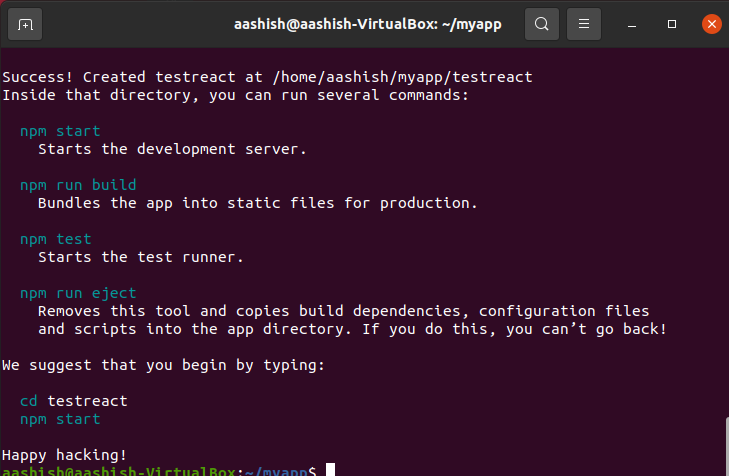 aashish@aashish-VirtualBox: ~/myapp
Success! Created testreact at /home/aashish/myapp/testreact
Inside that directory, you can run several commands:
npm start
Starts the development server.
npm run build
Bundles the app into static files for production.
npm test
Starts the test runner.
npm run eject
Removes this tool and copies build dependencies, configuration files
and scripts into the app directory. If you do this, you can’t go back!
We suggest that you begin by typing:
cd testreact
npm start
Happy hacking!
aashish@aashish-VirtualBox:~/myapp$